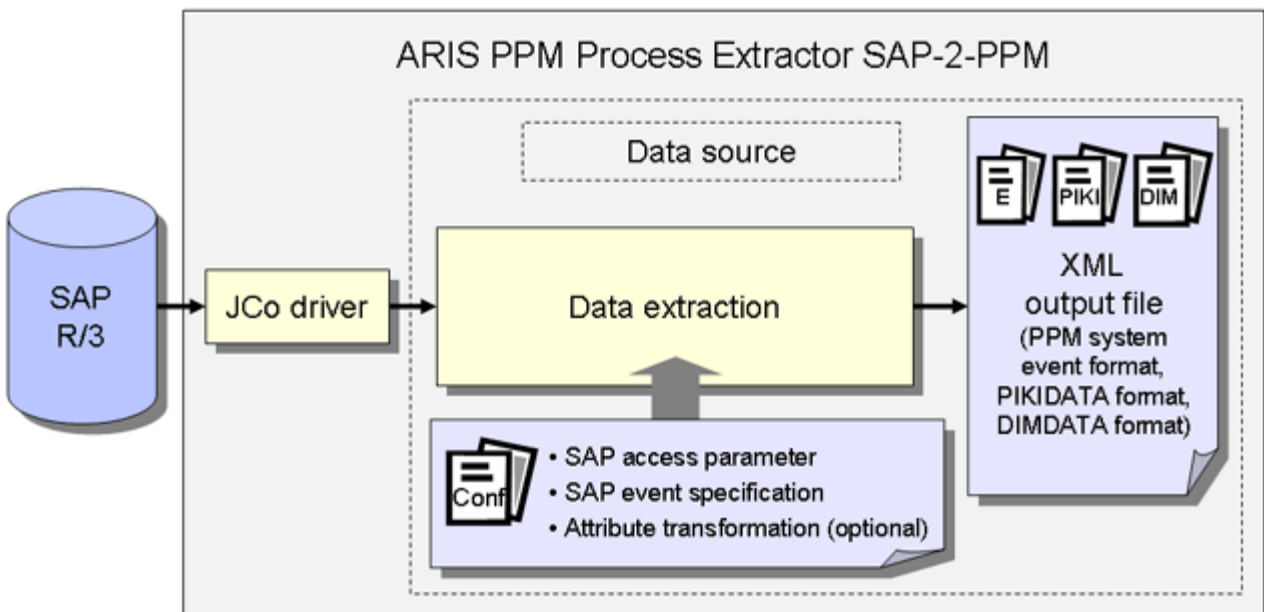 ARIS PPM Process Extractor SAP-2-PPM
Data source
SAP
R/3
JCo driver
Data extraction
Conf
• SAP access parameter
• SAP event specification
• Attribute transformation (optional)
E
PIKI
DIM
XML
output file
(PPM system
event format,
PIKIDATA format,
DIMDATA format)